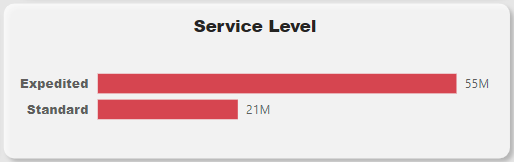 Service Level
Expedited 55M
Standard 21M